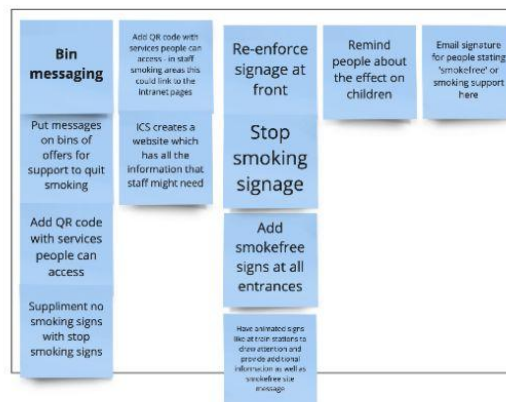 Bin
messaging
Put messages
on bins of
offers for
support to quit
smoking
Add QR code
with services
people can
access
Suppliment no
smoking signs
with stop
smoking signs
Add QR code with
services people can
access - in staff
smoking areas this
could link to the
Intranet pages
ICS creates a
website which
has all the
information that
staff might need
Re-enforce
signage at
front
Stop
smoking
signage
Add
smokefree
signs at all
entrances
Have animated signs
like at train stations to
draw attention and
provide additional
information as well as
smokefree site
message
Remind
people about
the effect on
children
Email signature
for people stating
'smokefree' or
smoking support
here